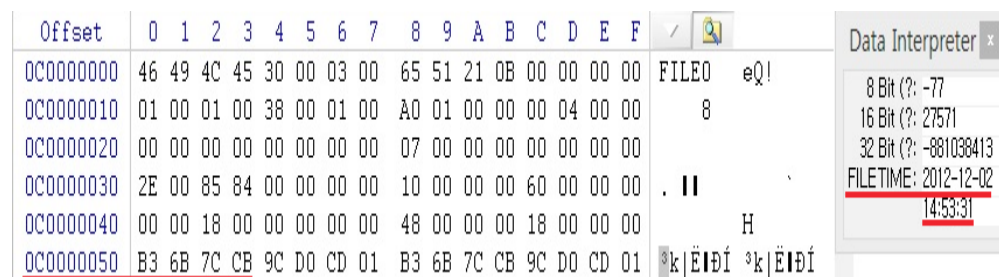 Offset 0 1 2 3 4 5 6 7 8 9 A B C D E F
0C0000000 46 49 4C 45 30 00 03 00 65 51 21 0B 00 00 00 00 FILE0 eQ!
0C0000010 01 00 01 00 38 00 01 00 A0 01 00 00 00 04 00 00 8
0C0000020 00 00 00 00 00 00 00 00 07 00 00 00 00 00 00 00
0C0000030 2E 00 85 84 00 00 00 00 10 00 00 00 60 00 00 00 . ▮▮ `
0C0000040 00 00 18 00 00 00 00 00 48 00 00 00 18 00 00 00 H
0C0000050 B3 6B 7C CB 9C D0 CD 01 B3 6B 7C CB 9C D0 CD 01 ³k|Ë▮ÐÍ ³k|Ë▮ÐÍ
Data Interpreter ×
8 Bit (?: -77
16 Bit (?: 27571
32 Bit (?: -881038413
FILETIME: 2012-12-02
14:53:31